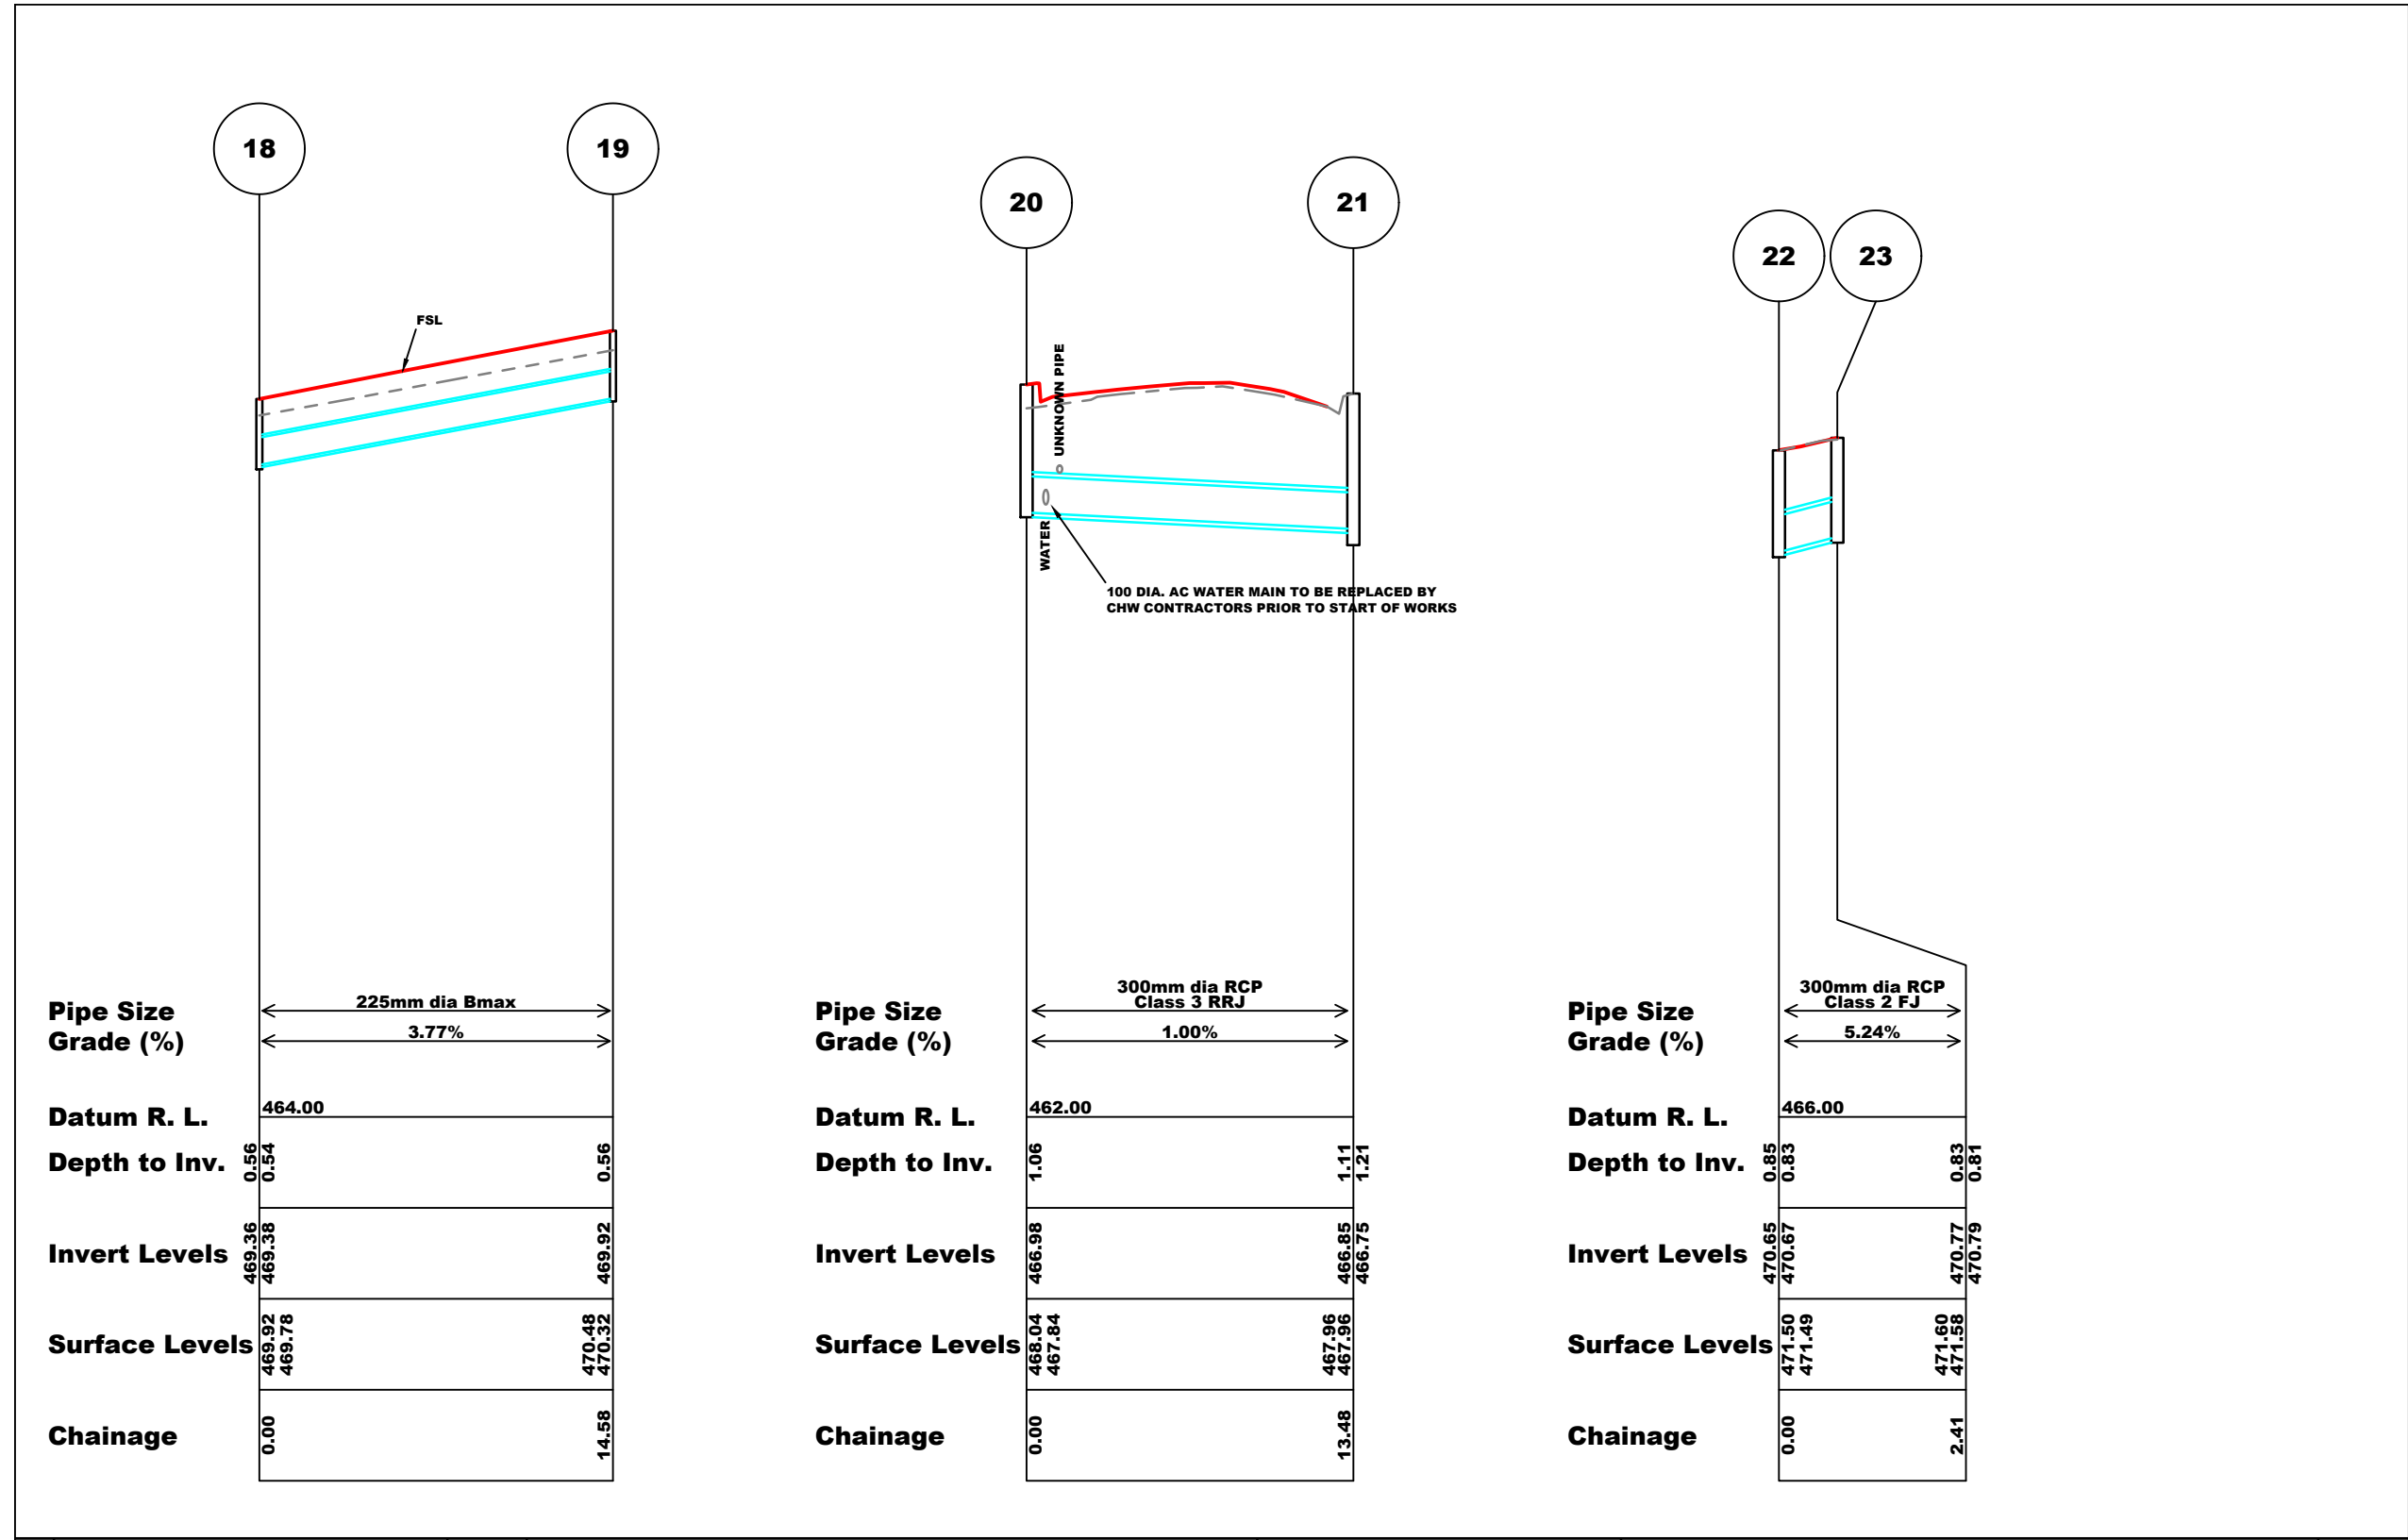 18
19
FSL
Pipe Size
225mm dia Bmax
Grade (%)
3.77%
Datum R. L.
464.00
Depth to Inv.
0.56
0.54
0.56
Invert Levels
469.36
469.38
469.92
Surface Levels
469.92
469.78
470.48
470.32
Chainage
0.00
14.58
20
21
UNKNOWN PIPE
WATER
100 DIA. AC WATER MAIN TO BE REPLACED BY
CHW CONTRACTORS PRIOR TO START OF WORKS
Pipe Size
300mm dia RCP
Class 3 RRJ
Grade (%)
1.00%
Datum R. L.
462.00
Depth to Inv.
1.06
1.11
1.21
Invert Levels
466.98
466.85
466.75
Surface Levels
468.04
467.84
467.96
467.96
Chainage
0.00
13.48
22
23
Pipe Size
300mm dia RCP
Class 2 FJ
Grade (%)
5.24%
Datum R. L.
466.00
Depth to Inv.
0.85
0.83
0.83
0.81
Invert Levels
470.65
470.67
470.77
470.79
Surface Levels
471.50
471.49
471.60
471.58
Chainage
0.00
2.41